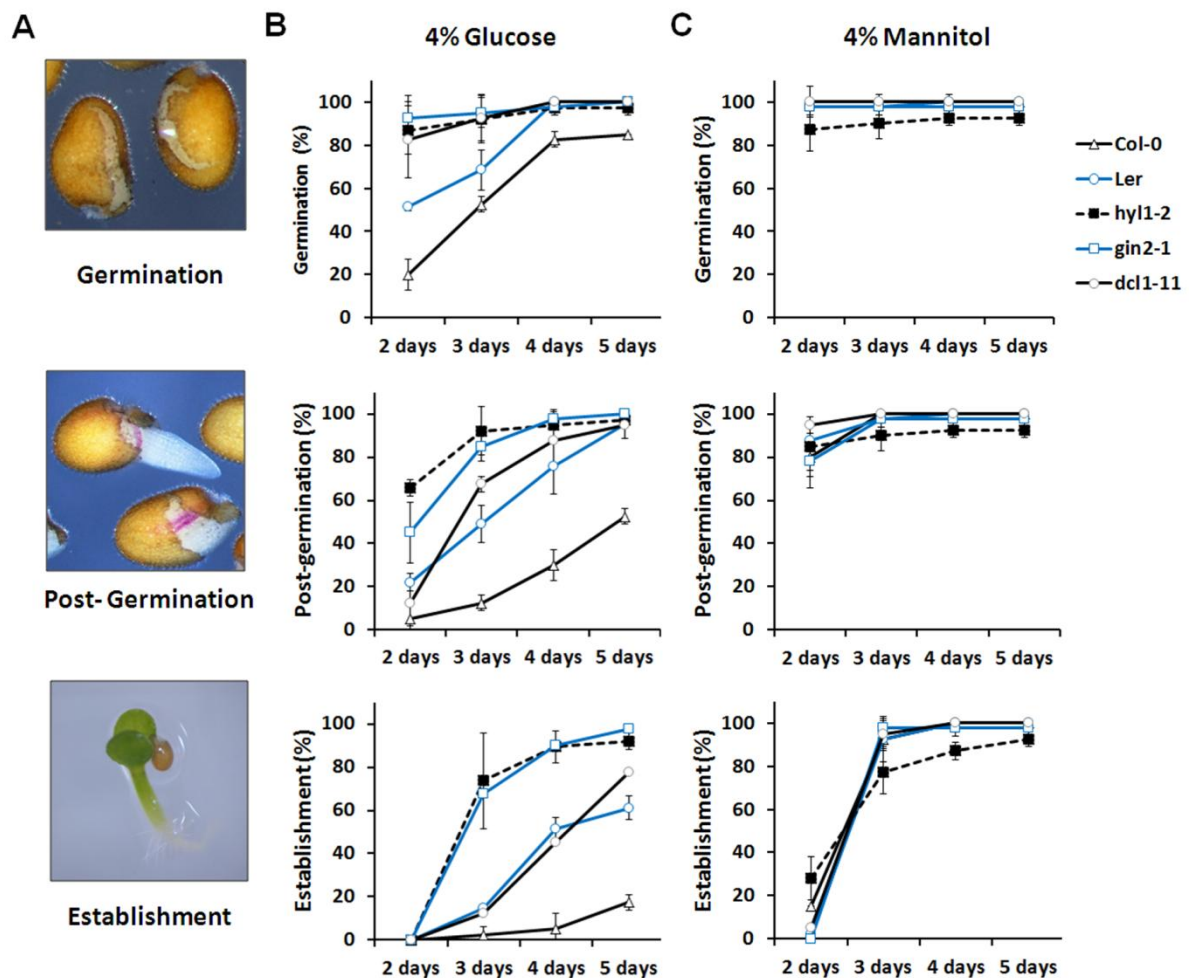 A
B
C
4% Glucose
4% Mannitol
Germination
Post- Germination
Establishment
Germination (%)
100
80
60
40
20
0
2 days 3 days 4 days 5 days
Germination (%)
100
80
60
40
20
0
2 days 3 days 4 days 5 days
Col-0
Ler
hyl1-2
gin2-1
dcl1-11
Post-germination (%)
100
80
60
40
20
0
2 days 3 days 4 days 5 days
Post-germination (%)
100
80
60
40
20
0
2 days 3 days 4 days 5 days
Establishment (%)
100
80
60
40
20
0
2 days 3 days 4 days 5 days
Establishment (%)
100
80
60
40
20
0
2 days 3 days 4 days 5 days